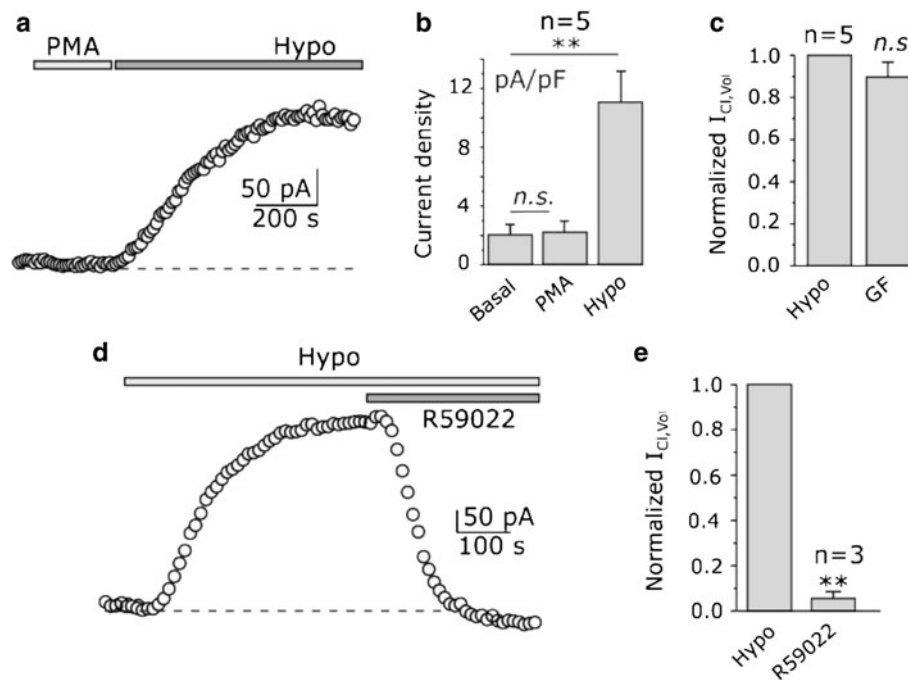 a
PMA Hypo
50 pA
200 s
b
n=5
**
pA/pF
n.s.
Current density
12
8
4
0
Basal PMA Hypo
c
n=5 n.s
Normalized ICl,Vol
1.0
0.8
0.6
0.4
0.2
0.0
Hypo GF
d
Hypo
R59022
50 pA
100 s
e
Normalized ICl,Vol
1.0
0.8
0.6
0.4
0.2
0.0
n=3
**
Hypo R59022